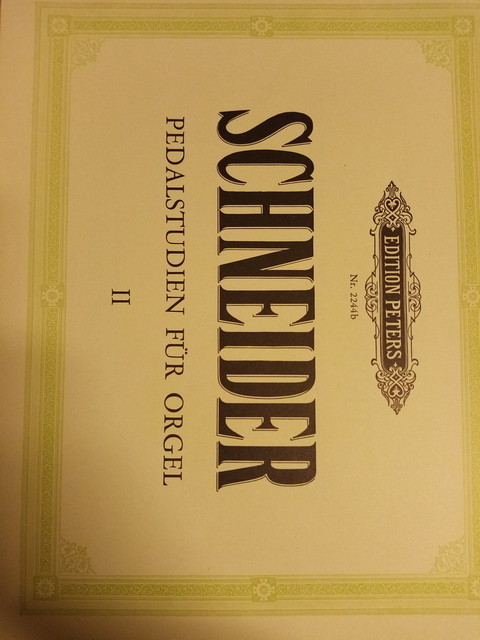 EDITION PETERS
Nr. 2244b
SCHNEIDER
PEDALSTUDIEN FÜR ORGEL
II